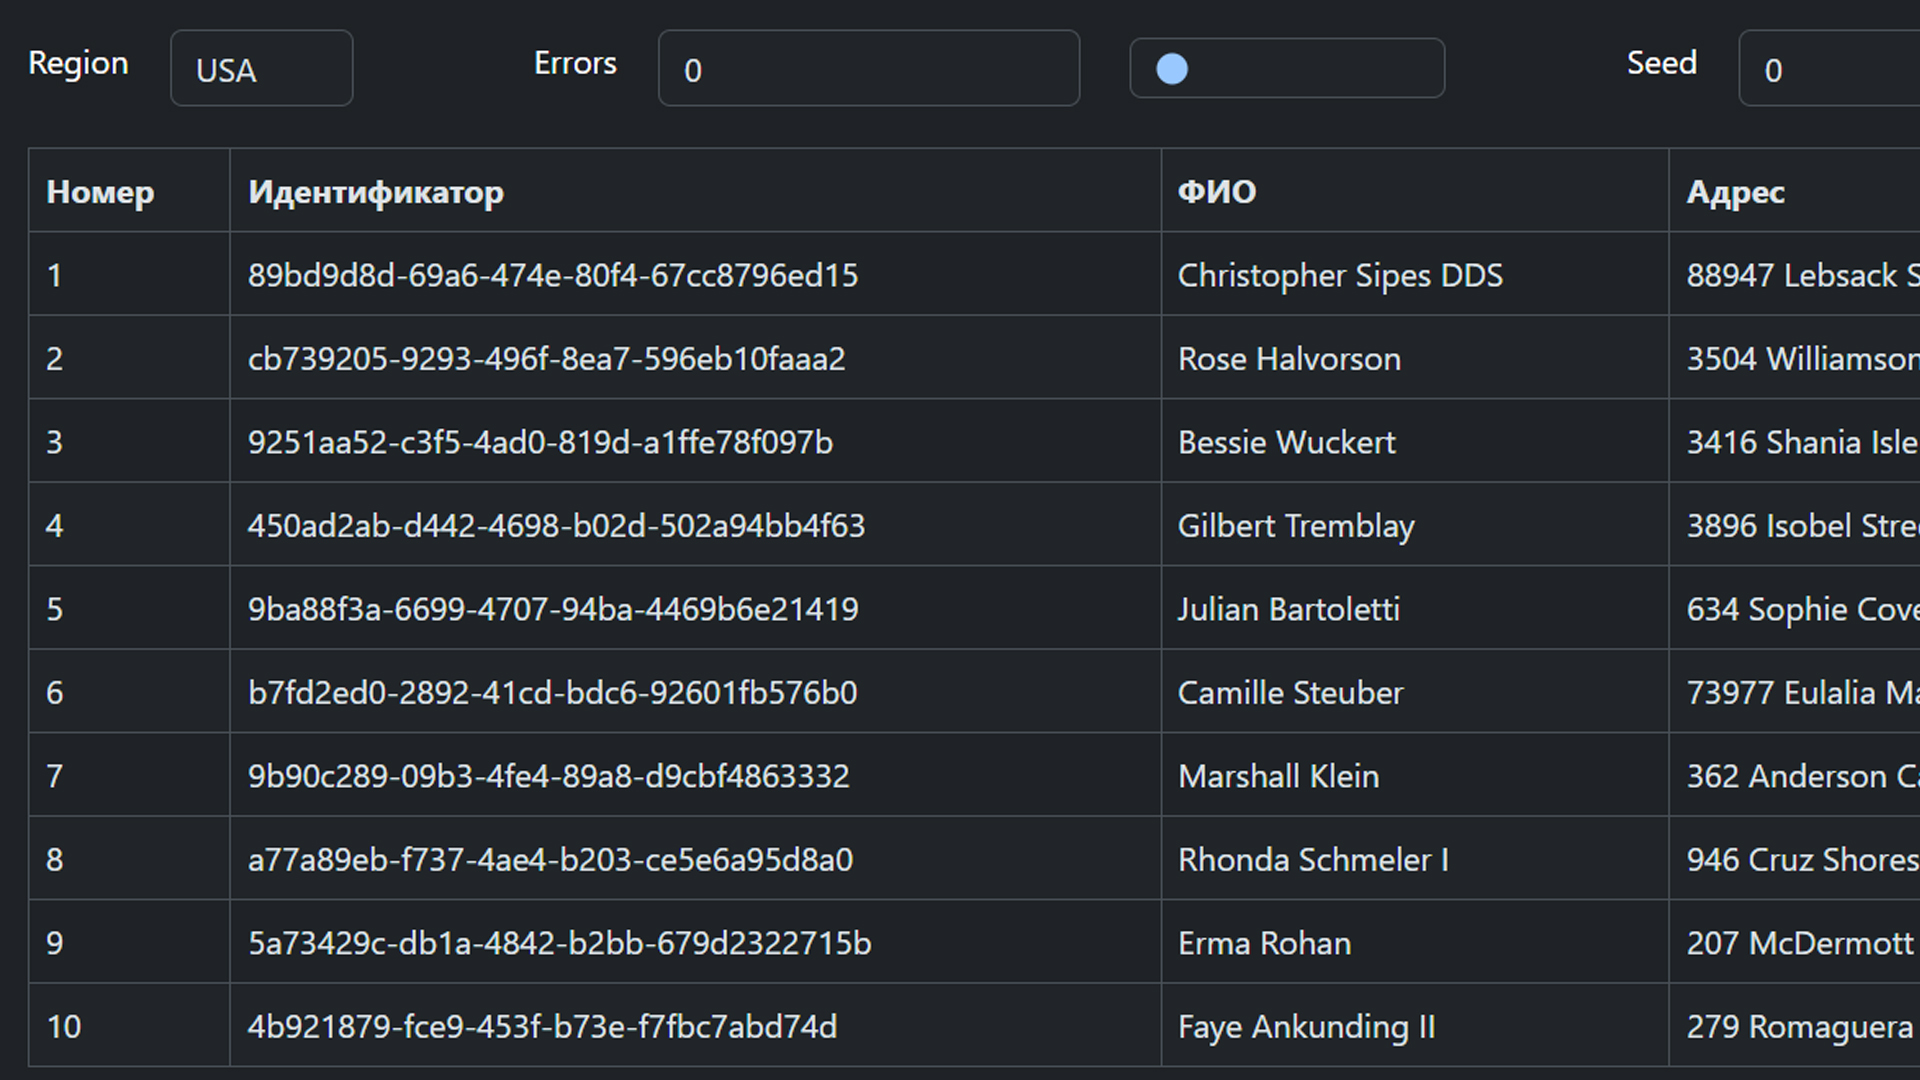 Region USA Errors 0 Seed 0
Номер Идентификатор ФИО Адрес
1 89bd9d8d-69a6-474e-80f4-67cc8796ed15 Christopher Sipes DDS 88947 Lebsack S
2 cb739205-9293-496f-8ea7-596eb10faaa2 Rose Halvorson 3504 Williamson
3 9251aa52-c3f5-4ad0-819d-a1ffe78f097b Bessie Wuckert 3416 Shania Isle
4 450ad2ab-d442-4698-b02d-502a94bb4f63 Gilbert Tremblay 3896 Isobel Stre
5 9ba88f3a-6699-4707-94ba-4469b6e21419 Julian Bartoletti 634 Sophie Cove
6 b7fd2ed0-2892-41cd-bdc6-92601fb576b0 Camille Steuber 73977 Eulalia Ma
7 9b90c289-09b3-4fe4-89a8-d9cbf4863332 Marshall Klein 362 Anderson Ca
8 a77a89eb-f737-4ae4-b203-ce5e6a95d8a0 Rhonda Schmeler I 946 Cruz Shores
9 5a73429c-db1a-4842-b2bb-679d2322715b Erma Rohan 207 McDermott
10 4b921879-fce9-453f-b73e-f7fbc7abd74d Faye Ankunding II 279 Romaguera